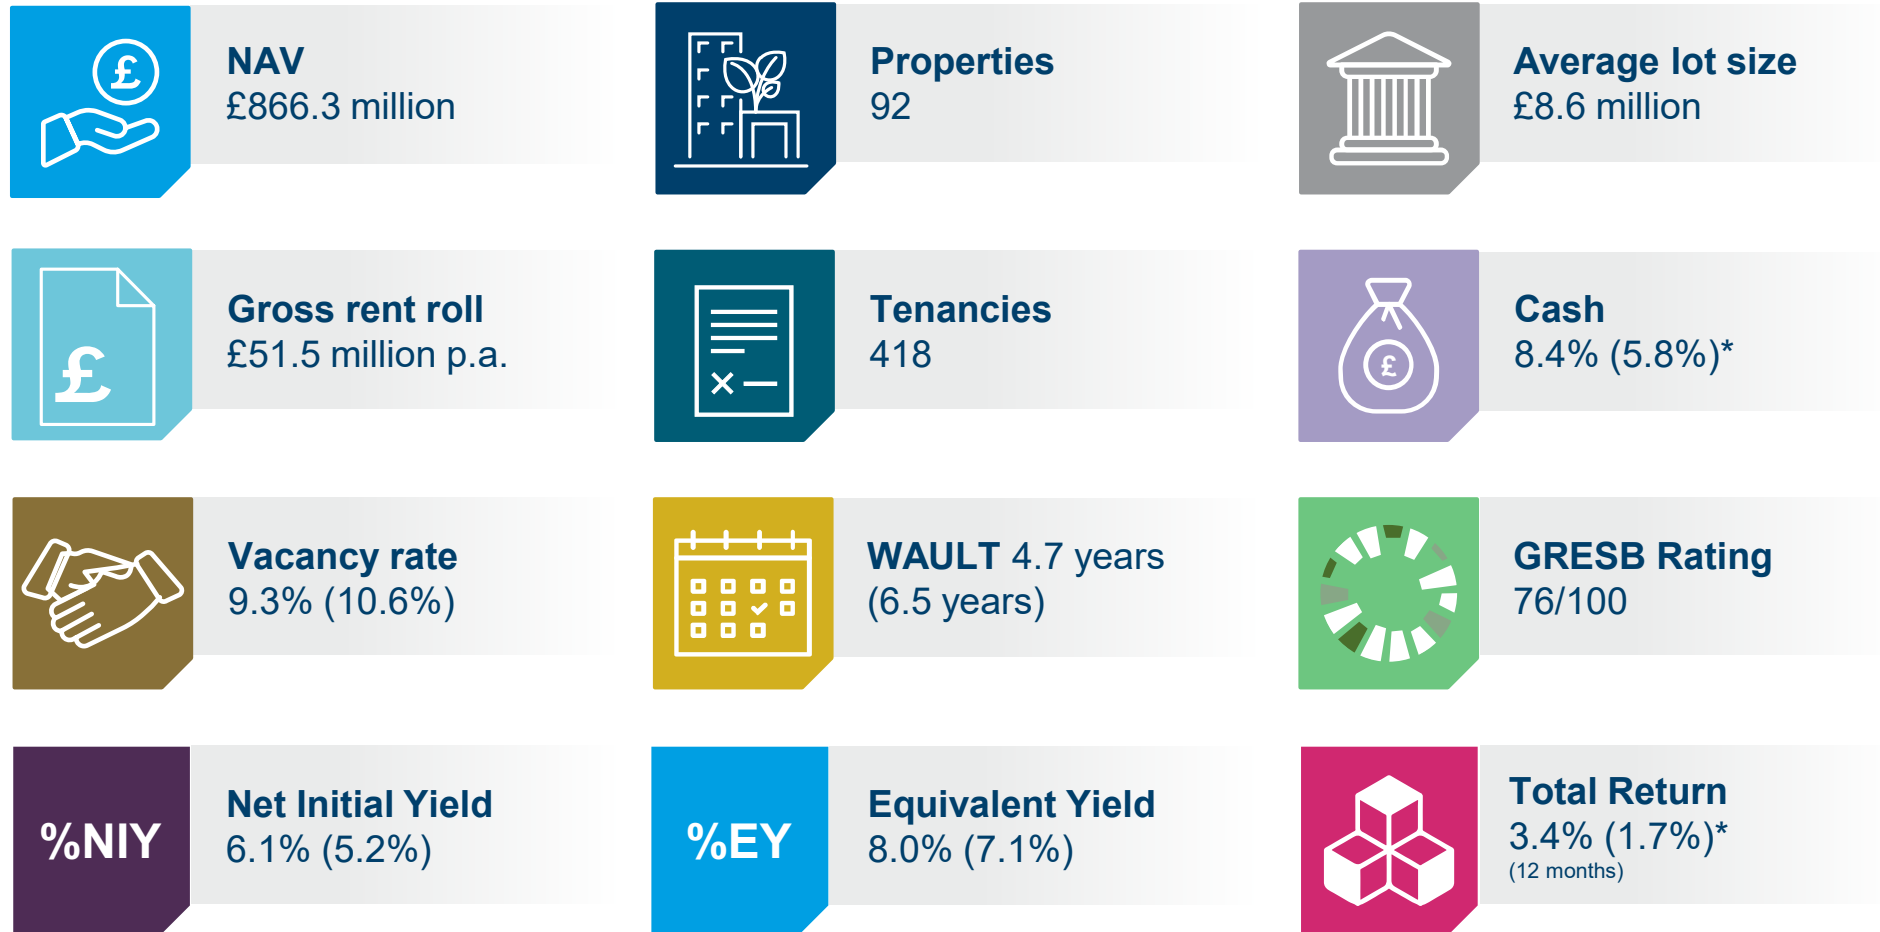 £
NAV
£866.3 million
Properties
92
Average lot size
£8.6 million
£
Gross rent roll
£51.5 million p.a.
Tenancies
418
£
Cash
8.4% (5.8%)*
Vacancy rate
9.3% (10.6%)
WAULT 4.7 years
(6.5 years)
GRESB Rating
76/100
%NIY
Net Initial Yield
6.1% (5.2%)
%EY
Equivalent Yield
8.0% (7.1%)
Total Return
3.4% (1.7%)*
(12 months)